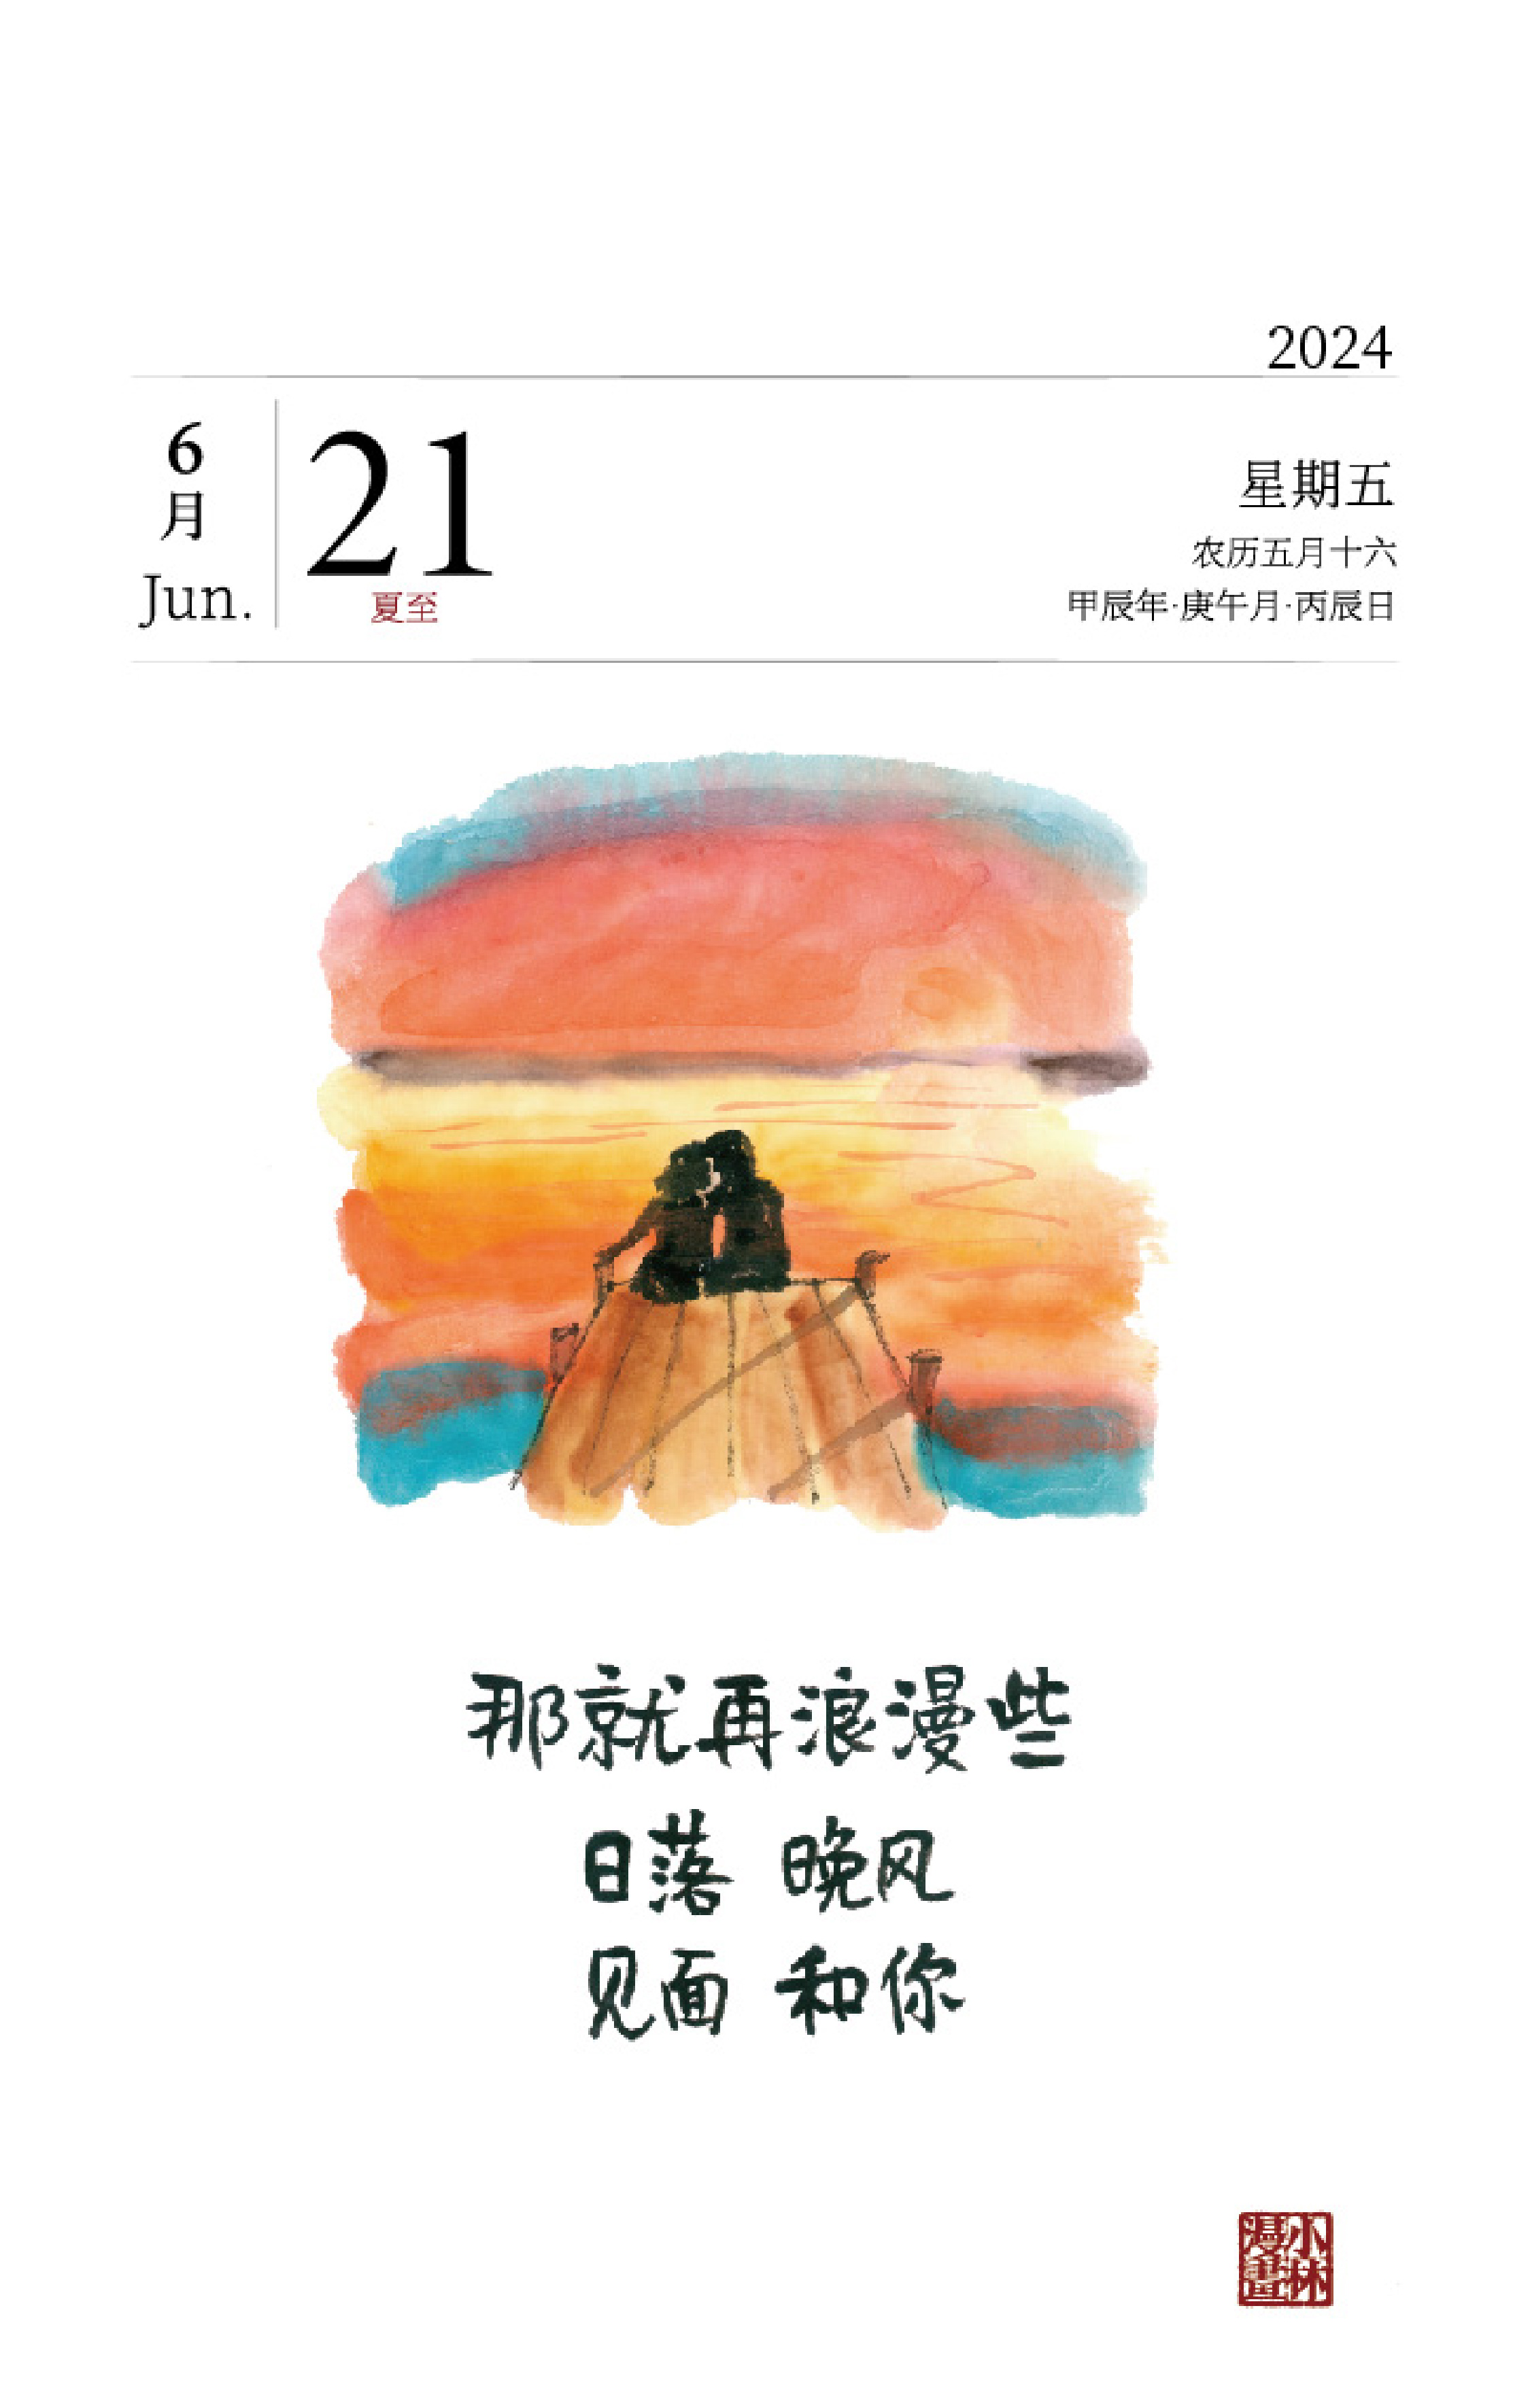 2024
6
月
Jun.
21
夏至
星期五
农历五月十六
甲辰年·庚午月·丙辰日
那就再浪漫些
日落 晚风
见面 和你
小林
漫画